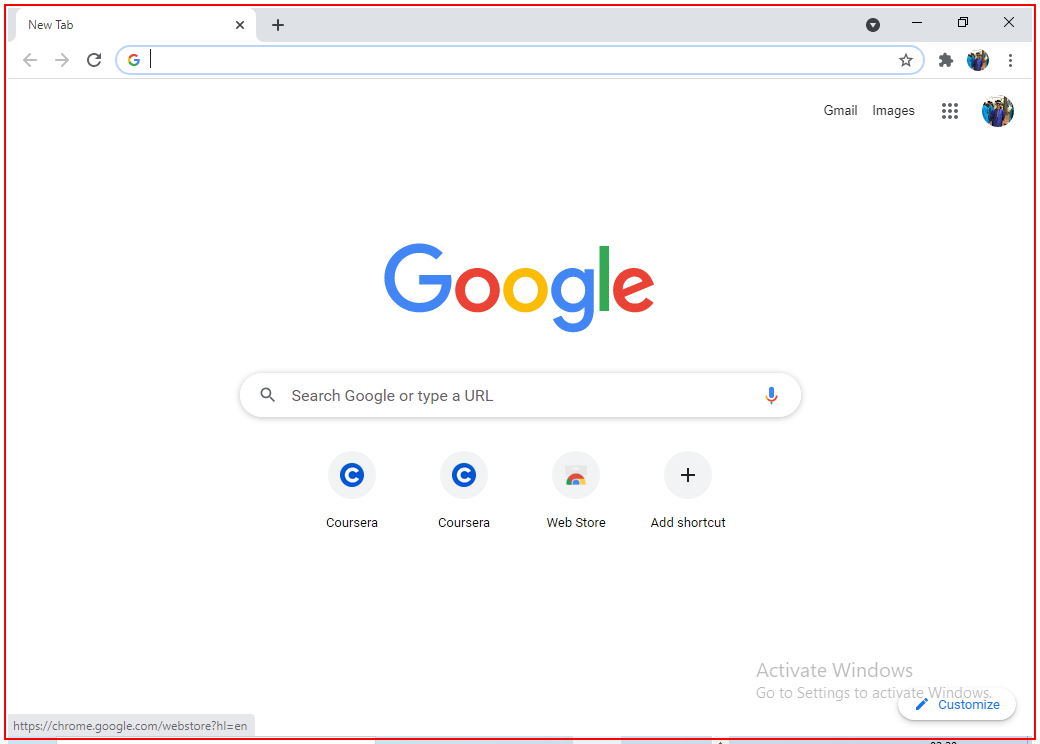 New Tab
Gmail Images
Google
Search Google or type a URL
Coursera Coursera Web Store Add shortcut
Activate Windows
Go to Settings to activate Windows.
Customize
https://chrome.google.com/webstore?hl=en